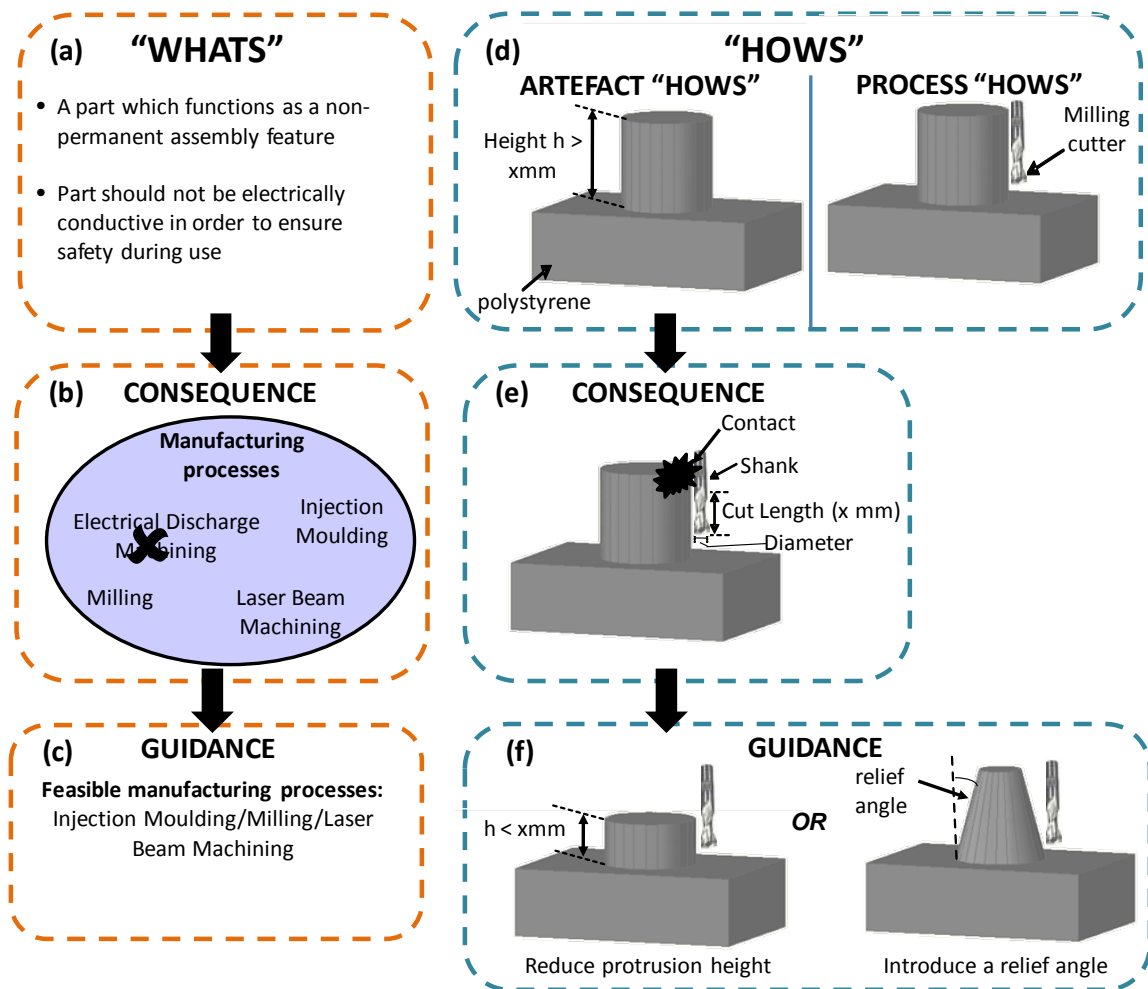 (a)
“WHATS”
• A part which functions as a non-
permanent assembly feature
• Part should not be electrically
conductive in order to ensure
safety during use
(b)
CONSEQUENCE
Manufacturing
processes
Electrical Discharge
Machining
Injection
Moulding
Milling
Laser Beam
Machining
(c)
GUIDANCE
Feasible manufacturing processes:
Injection Moulding/Milling/Laser
Beam Machining
(d)
“HOWS”
ARTEFACT “HOWS”
Height h >
xmm
polystyrene
PROCESS “HOWS”
Milling
cutter
(e)
CONSEQUENCE
Contact
Shank
Cut Length (x mm)
Diameter
(f)
GUIDANCE
h < xmm
Reduce protrusion height
OR
relief
angle
Introduce a relief angle